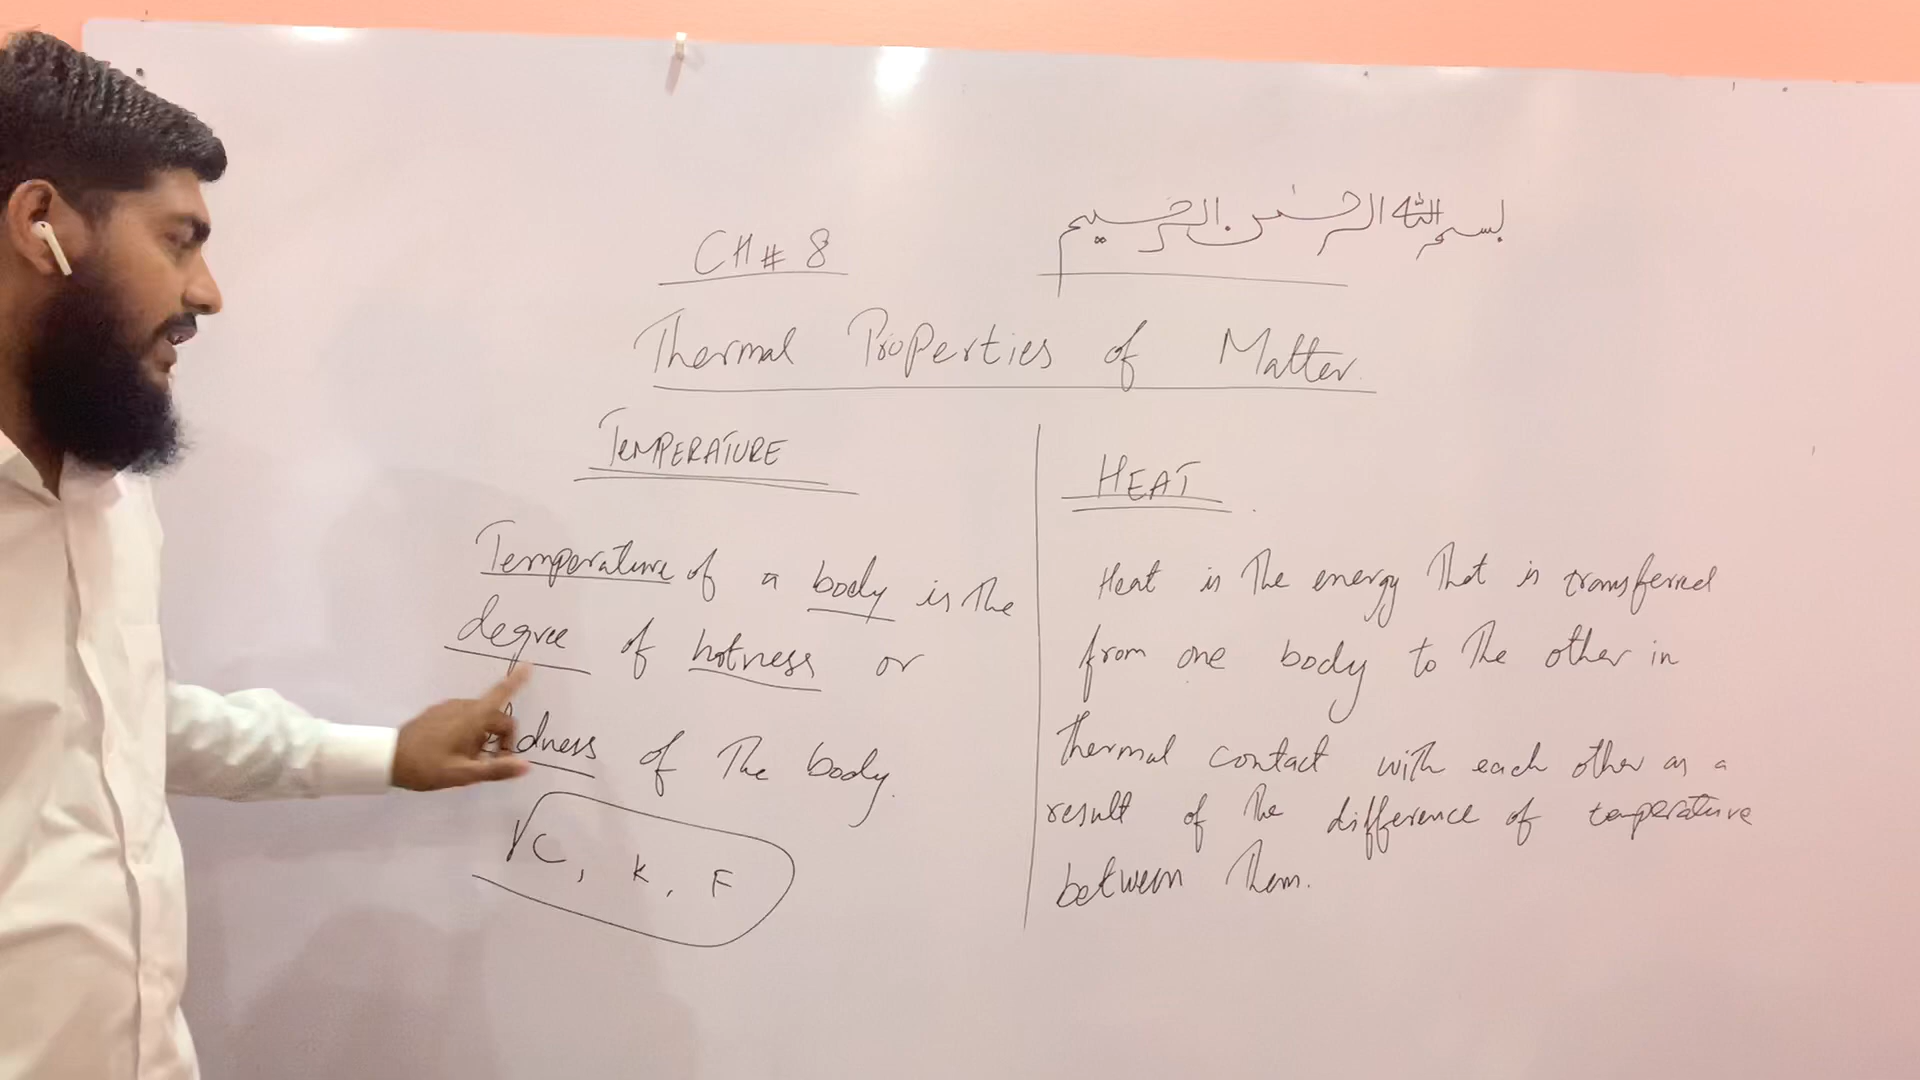 بسم الله الرحمن الرحيم
CH # 8
Thermal Properties of Matter.
TEMPERATURE
Temperature of a body is the
degree of hotness or
of the body.
C, K, F
HEAT
Heat is the energy that is transferred
from one body to the other in
thermal contact with each other as a
result of the difference of temperature
between them.